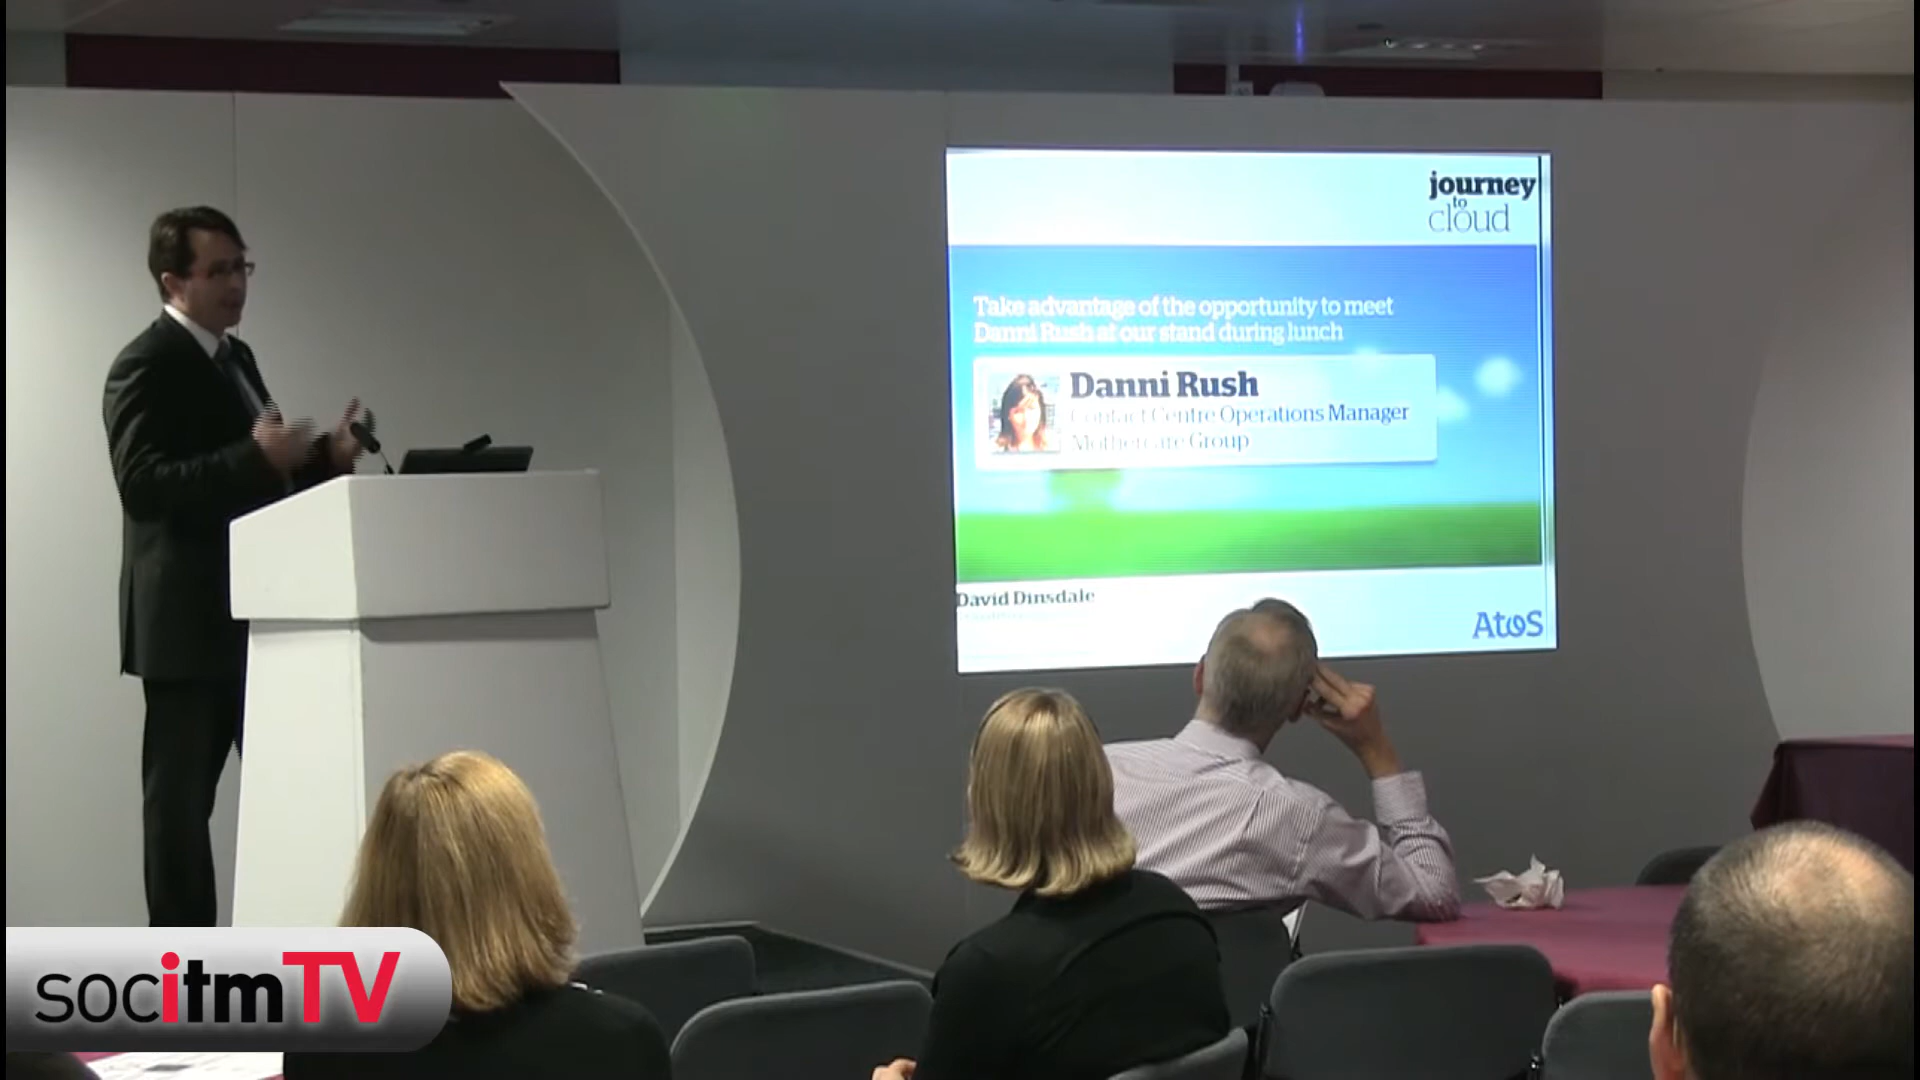 journey
to
cloud
Take advantage of the opportunity to meet
Danni Rush at our stand during lunch
Danni Rush
Contact Centre Operations Manager
Mothercare Group
David Dinsdale
Atos
socitmTV